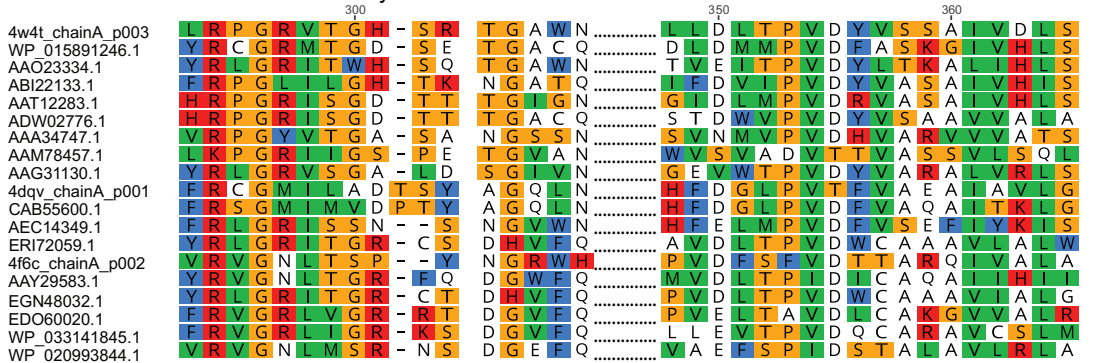 300 350 360
4w4t_chainA_p003 L R P G R V T G H - S R T G A W N ............ L L D L T P V D Y V S S A I V D L S
WP_015891246.1 Y R C G R M T G D - S E T G A C Q ............ D L D M M P V D F A S K G I V H L S
AAO23334.1 Y R L G R I T W H - S Q T G A W N ............ T V E I T P V D Y L T K A L I H L S
ABI22133.1 F R P G L I L G H - T K N G A T Q ............ I F D V I P V D Y V A S A I V H I S
AAT12283.1 H R P G R I S G D - T T T G I G N ............ G I D L M P V D R V A S A I V H L S
ADW02776.1 H R P G R I S G D - T T T G A C Q ............ S T D W V P V D Y V S A A V V A L A
AAA34747.1 V R P G Y V T G A - S A N G S S N ............ S V N M V P V D H V A R V V V A T S
AAM78457.1 L K P G R I I G S - P E T G V A N ............ W V S V A D V T T V A S S V L S Q L
AAG31130.1 Y R L G R V S G A - L D S G I V N ............ G E V W T P V D Y V A R A L V R L S
4dqv_chainA_p001 F R C G M I L A D T S Y A G Q L N ............ H F D G L P V T F V A E A I A V L G
CAB55600.1 F R S G M I M V D P T Y A G Q L N ............ H F D G L P V D F V A Q A I T K L G
AEC14349.1 F R L G R I S S N - - S N G V W N ............ H F E L M P V D F V S E F I Y K I S
ERI72059.1 Y R L G R I T G R - C S D H V F Q ............ A V D L T P V D W C A A A V L A L W
4f6c_chainA_p002 V R V G N L T S P - - Y N G R W H ............ P V D F S F V D T T A R Q I V A L A
AAY29583.1 Y R V G N L T G R - F Q D G W F Q ............ M V D L T P I D I C A Q A I I H I I
EGN48032.1 Y R L G R I T G R - C T D H V F Q ............ P V D L T P V D W C A A A V I A L G
EDO60020.1 F R V G R L V G R - R T D G V F Q ............ P V E L T A V D L C A K G V V A L R
WP_033141845.1 F R V G R L I G R - K S D G V F Q ............ L L E V T P V D Q C A R A V C S L M
WP_020993844.1 V R V G N L M S R - N S D G E F Q ............ V A E F S P I D S T A L A V L R L A